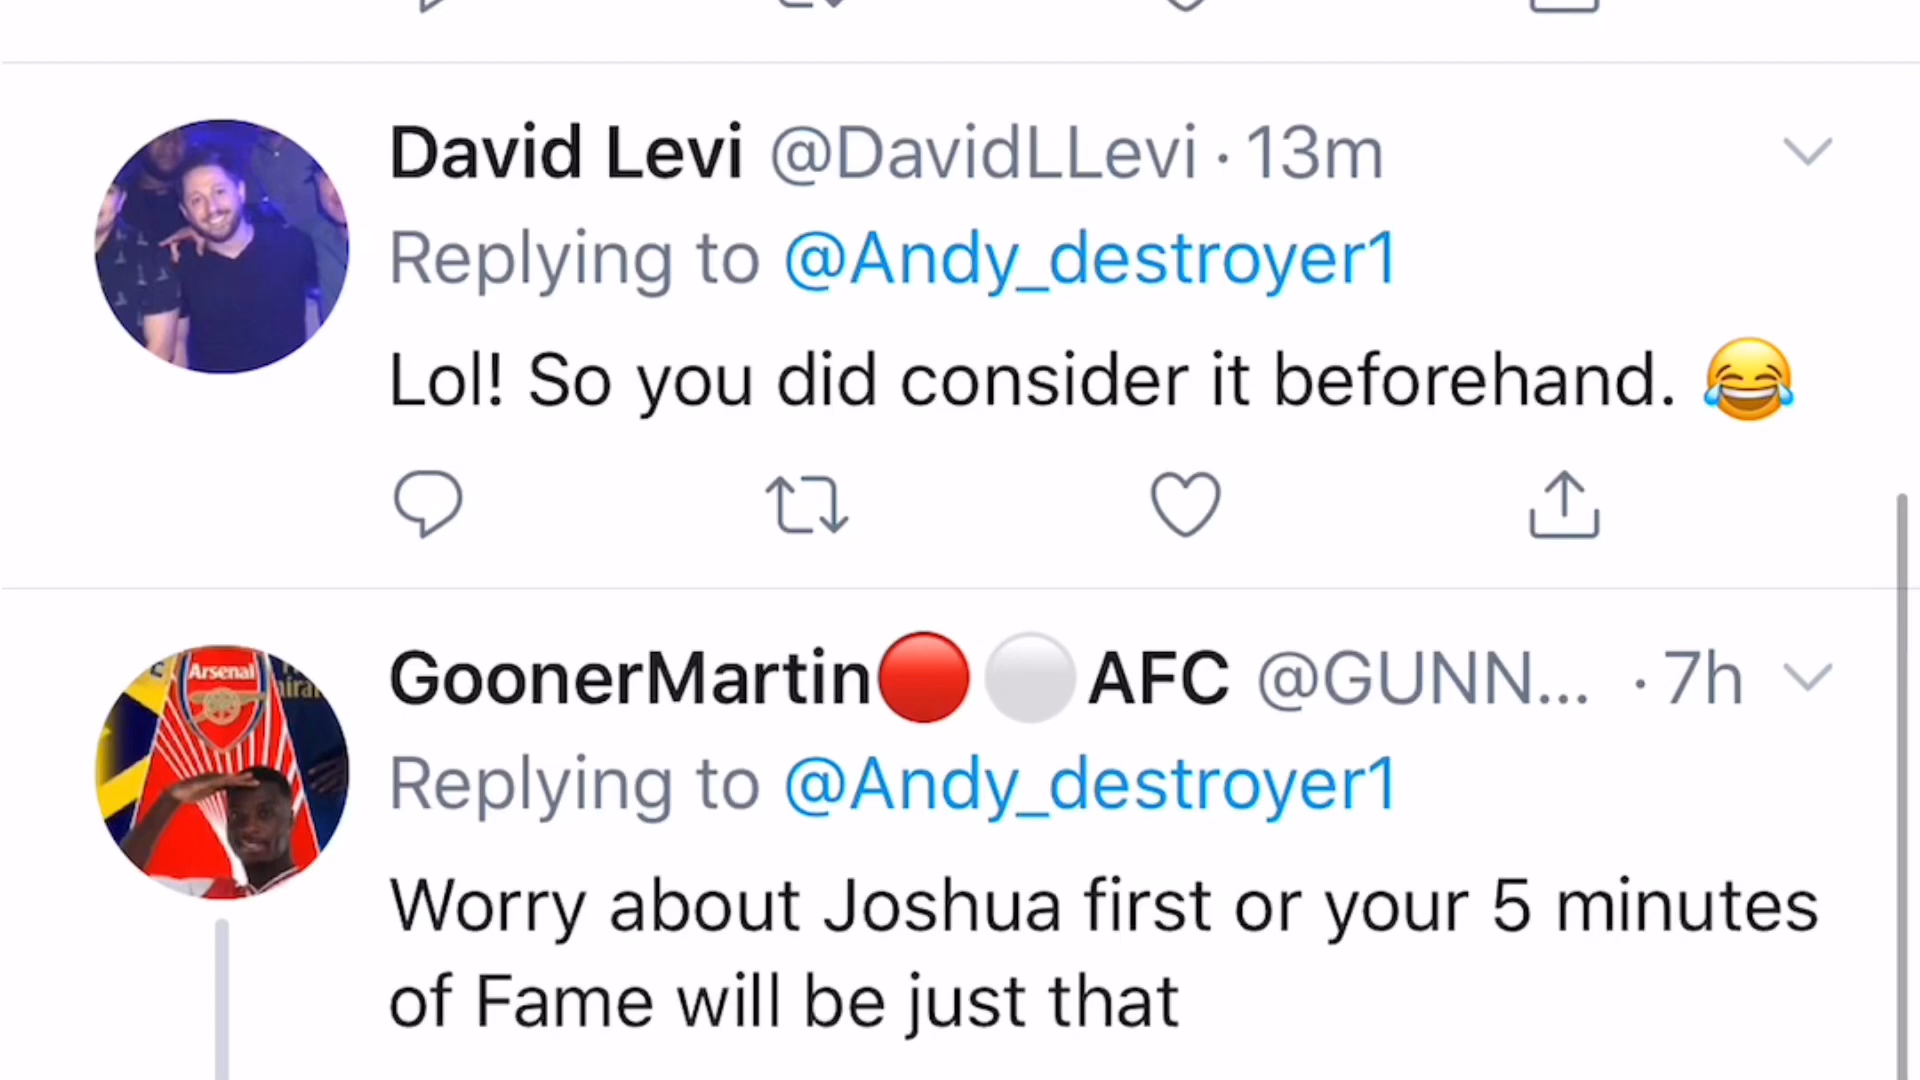 David Levi @DavidLLevi · 13m
Replying to @Andy_destroyer1
Lol! So you did consider it beforehand. 😂
Arsenal
GoonerMartin🔴⚪AFC @GUNN... · 7h
Replying to @Andy_destroyer1
Worry about Joshua first or your 5 minutes
of Fame will be just that